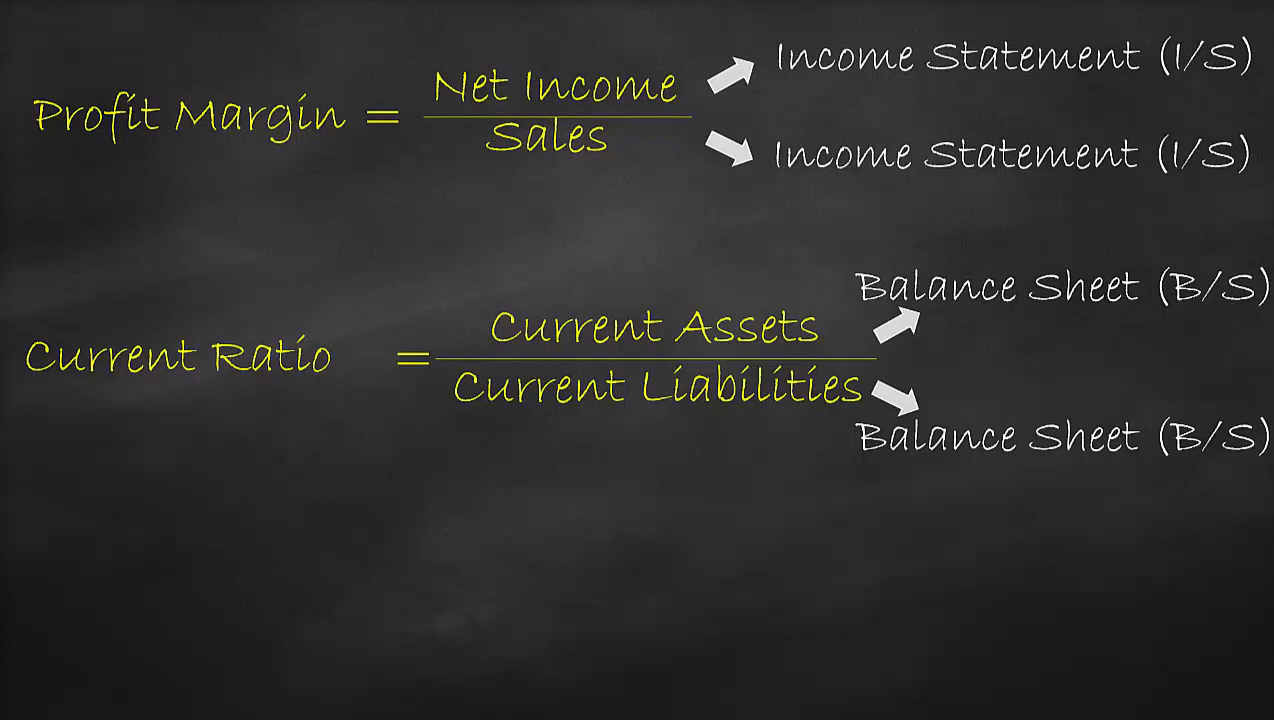 Profit Margin = Net Income
Sales
Income Statement (I/S)
Income Statement (I/S)
Current Ratio = Current Assets
Current Liabilities
Balance Sheet (B/S)
Balance Sheet (B/S)